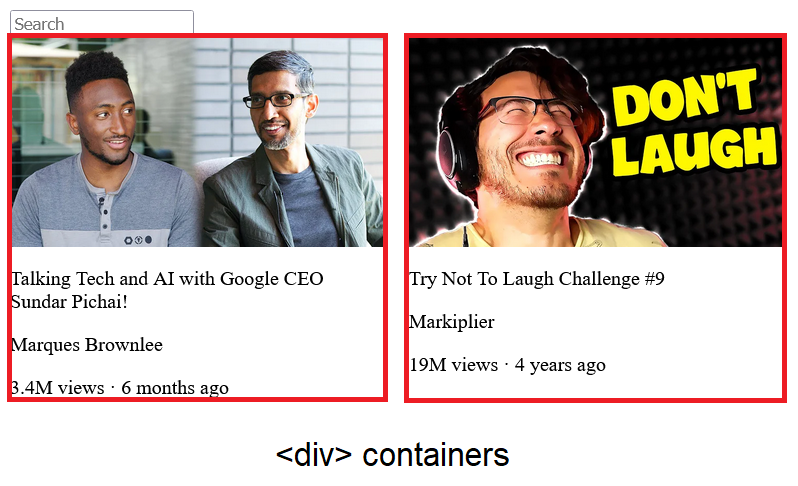 Search
DON'T
LAUGH
Talking Tech and AI with Google CEO
Sundar Pichai!
Marques Brownlee
3.4M views · 6 months ago
Try Not To Laugh Challenge #9
Markiplier
19M views · 4 years ago
<div> containers